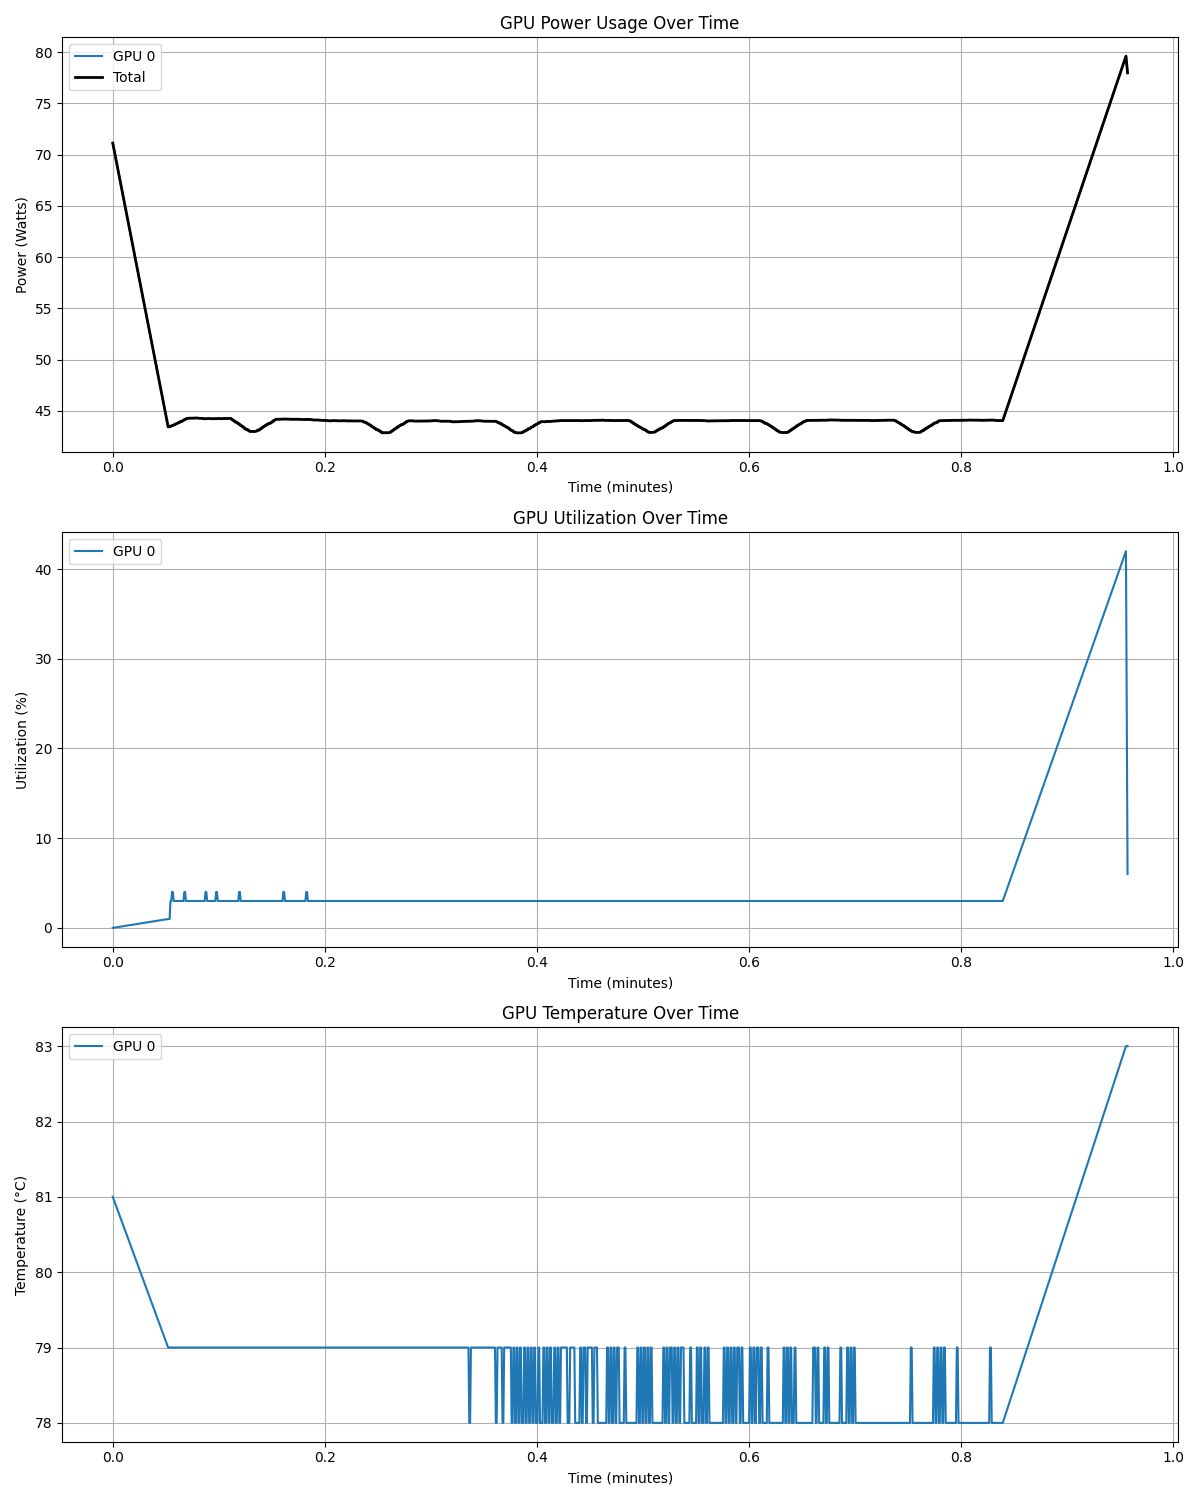 GPU Power Usage Over Time
GPU 0
Total
80
75
70
65
60
55
50
45
Power (Watts)
0.0 0.2 0.4 0.6 0.8 1.0
Time (minutes)
GPU Utilization Over Time
GPU 0
40
30
20
10
0
Utilization (%)
0.0 0.2 0.4 0.6 0.8 1.0
Time (minutes)
GPU Temperature Over Time
GPU 0
83
82
81
80
79
78
Temperature (°C)
0.0 0.2 0.4 0.6 0.8 1.0
Time (minutes)